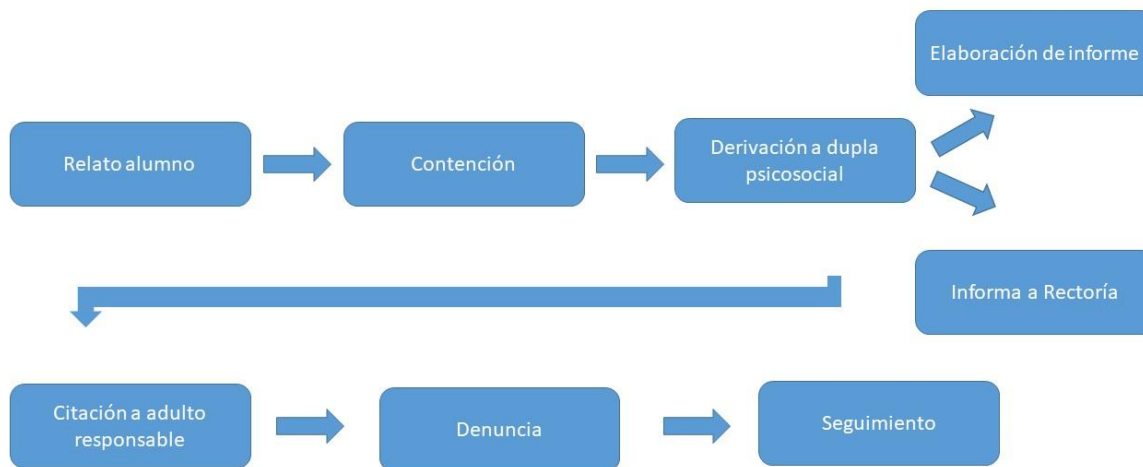 Elaboración de informe
Relato alumno
Contención
Derivación a dupla
psicosocial
Informa a Rectoría
Citación a adulto
responsable
Denuncia
Seguimiento